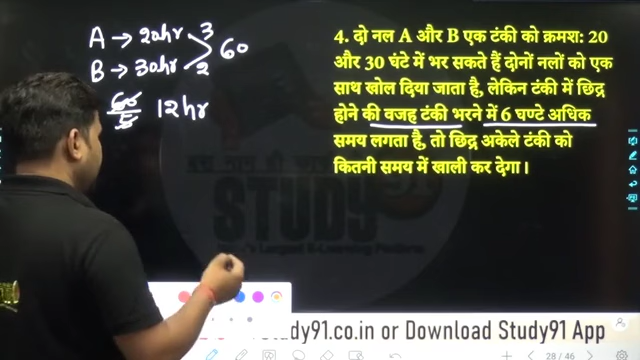 A → 20hr 3
60
B → 30hr 2
60/5 12hr
4. दो नल A और B एक टंकी को क्रमश: 20
और 30 घंटे में भर सकते हैं दोनों नलों को एक
साथ खोल दिया जाता है, लेकिन टंकी में छिद्र
होने की वजह टंकी भरने में 6 घण्टे अधिक
समय लगता है, तो छिद्र अकेले टंकी को
कितनी समय में खाली कर देगा।
STUDY
dy91.co.in or Download Study91 App
28 / 46